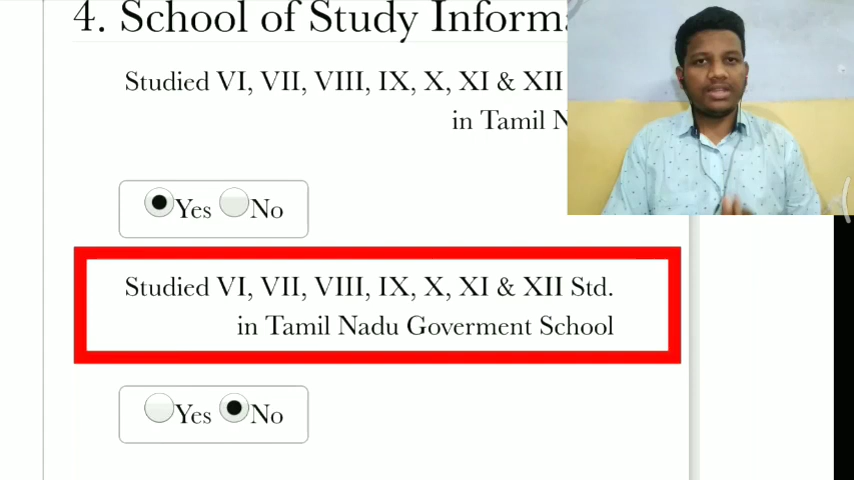 4. School of Study Inform
Studied VI, VII, VIII, IX, X, XI & XII
in Tamil N
Yes No
Studied VI, VII, VIII, IX, X, XI & XII Std.
in Tamil Nadu Goverment School
Yes No